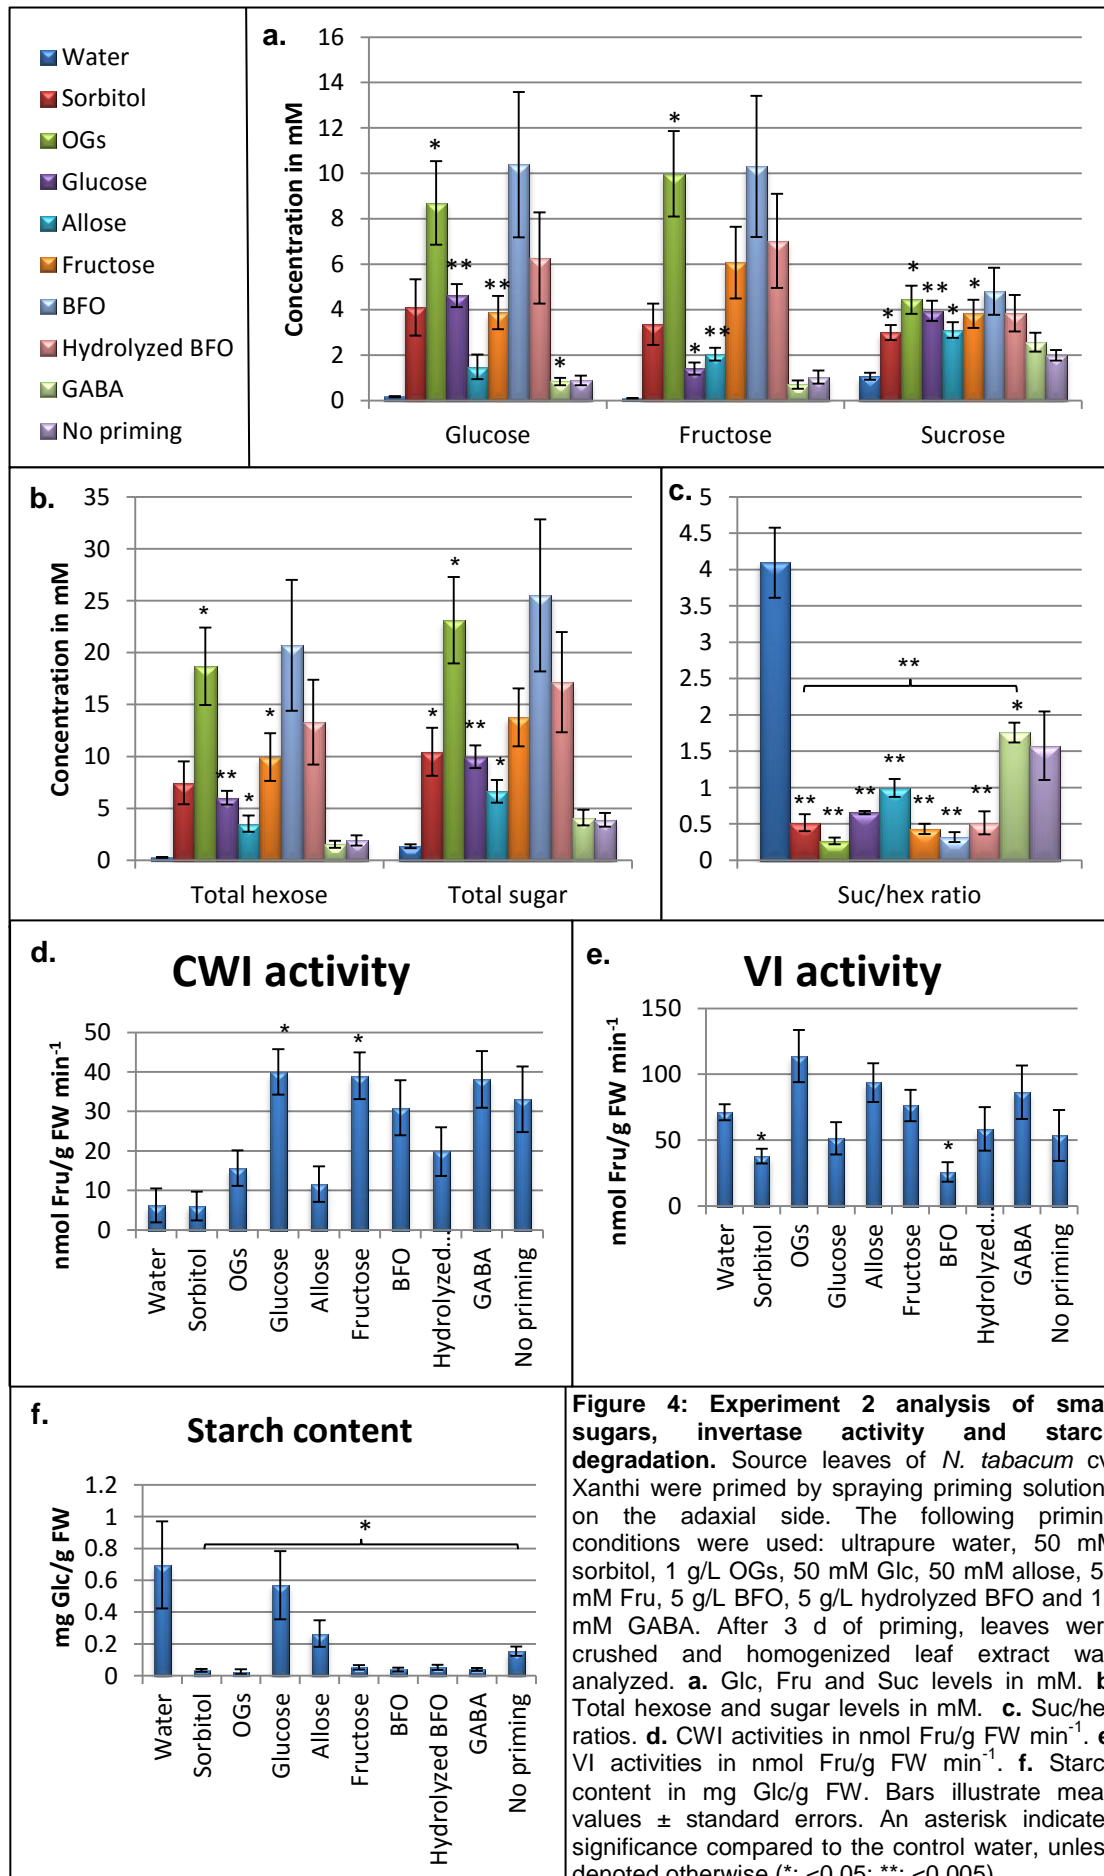 Water
Sorbitol
OGs
Glucose
Allose
Fructose
BFO
Hydrolyzed BFO
GABA
No priming
a.
Concentration in mM
16
14
12
10
8
6
4
2
0
*
**
**
*
*
*
**
*
*
**
*
*
Glucose
Fructose
Sucrose
b.
Concentration in mM
35
30
25
20
15
10
5
0
*
**
*
*
*
*
**
*
Total hexose
Total sugar
c.
5
4.5
4
3.5
3
2.5
2
1.5
1
0.5
0
**
**
**
**
**
**
**
**
*
Suc/hex ratio
d.
CWI activity
nmol Fru/g FW min-1
50
40
30
20
10
0
*
*
Water
Sorbitol
OGs
Glucose
Allose
Fructose
BFO
Hydrolyzed...
GABA
No priming
e.
VI activity
nmol Fru/g FW min-1
150
100
50
0
*
*
Water
Sorbitol
OGs
Glucose
Allose
Fructose
BFO
Hydrolyzed...
GABA
No priming
f.
Starch content
mg Glc/g FW
1.2
1
0.8
0.6
0.4
0.2
0
*
Water
Sorbitol
OGs
Glucose
Allose
Fructose
BFO
Hydrolyzed BFO
GABA
No priming
Figure 4: Experiment 2 analysis of sma
sugars, invertase activity and starc
degradation. Source leaves of N. tabacum cv
Xanthi were primed by spraying priming solution
on the adaxial side. The following primin
conditions were used: ultrapure water, 50 mM
sorbitol, 1 g/L OGs, 50 mM Glc, 50 mM allose, 5
mM Fru, 5 g/L BFO, 5 g/L hydrolyzed BFO and 1
mM GABA. After 3 d of priming, leaves wer
crushed and homogenized leaf extract wa
analyzed. a. Glc, Fru and Suc levels in mM. b
Total hexose and sugar levels in mM. c. Suc/he
ratios. d. CWI activities in nmol Fru/g FW min-1. e
VI activities in nmol Fru/g FW min-1. f. Starc
content in mg Glc/g FW. Bars illustrate mea
values ± standard errors. An asterisk indicate
significance compared to the control water, unles
denoted otherwise (*: <0.05; **: <0.005)